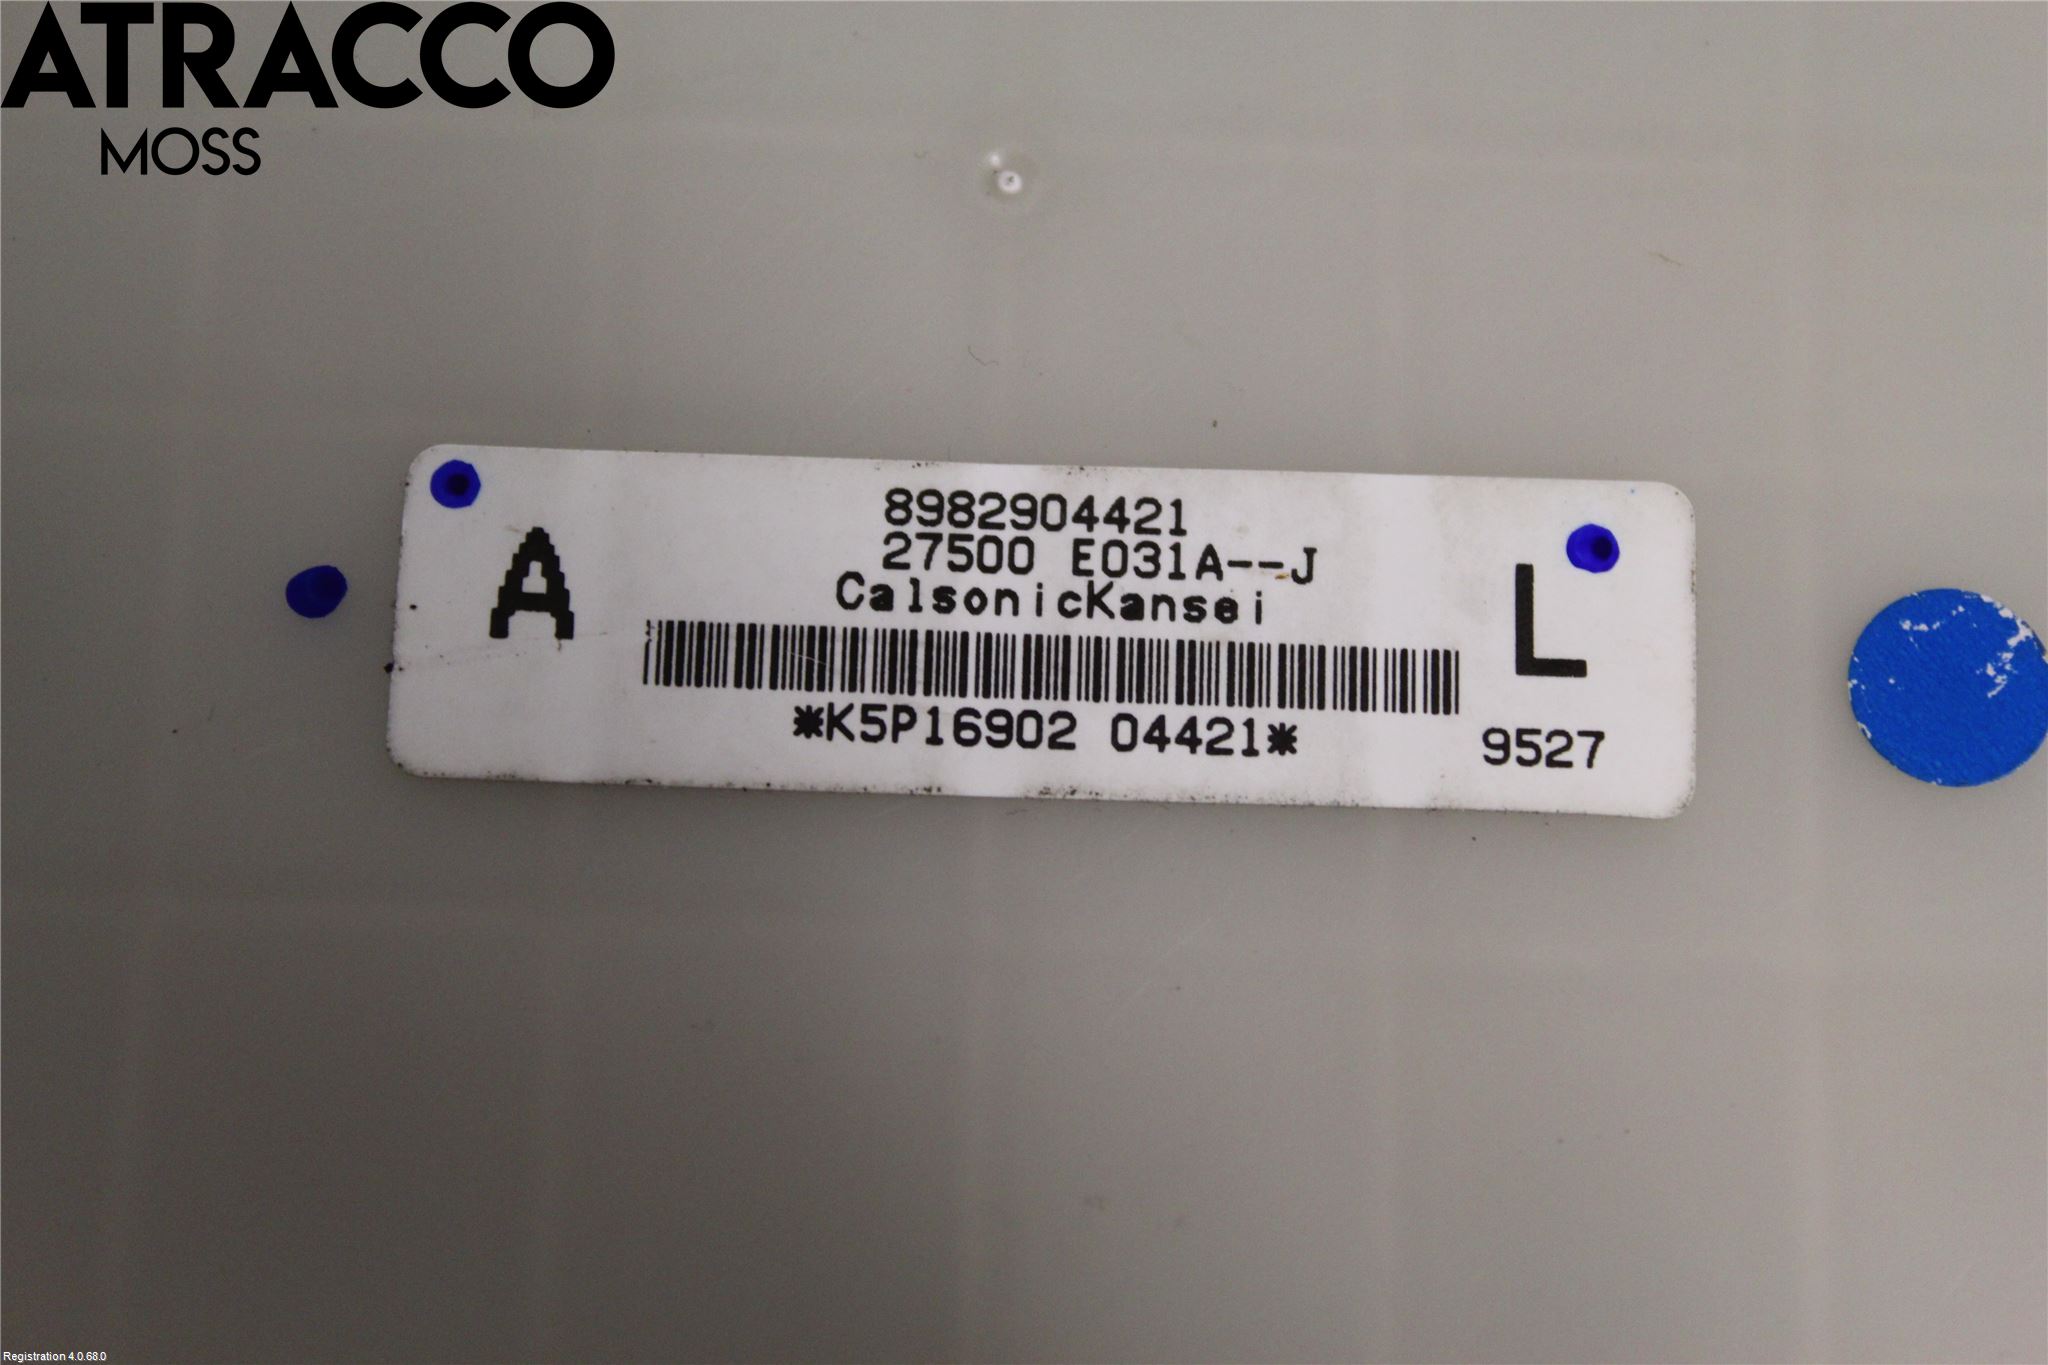 ATRACCO
MOSS
8982904421
27500 E031A--J
CalsonicKansei
A
L
*K5P16902 04421*
9527
Registration 4.0.68.0